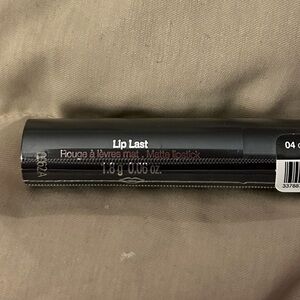 Lip Last
Rouge à lèvres mat . Matte lipstick
1.8 g 0.06 oz.
04